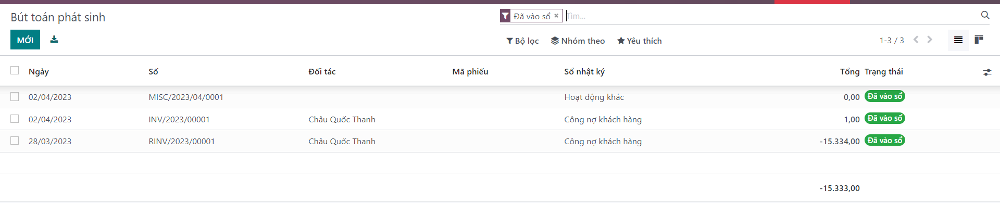 Bút toán phát sinh
Đã vào sổ × Tìm...
MỚI
Bộ lọc Nhóm theo Yêu thích 1-3 / 3
Ngày Số Đối tác Mã phiếu Sổ nhật ký Tổng Trạng thái
02/04/2023 MISC/2023/04/0001 Hoạt động khác 0,00 Đã vào sổ
02/04/2023 INV/2023/00001 Châu Quốc Thanh Công nợ khách hàng 1,00 Đã vào sổ
28/03/2023 RINV/2023/00001 Châu Quốc Thanh Công nợ khách hàng -15.334,00 Đã vào sổ
-15.333,00